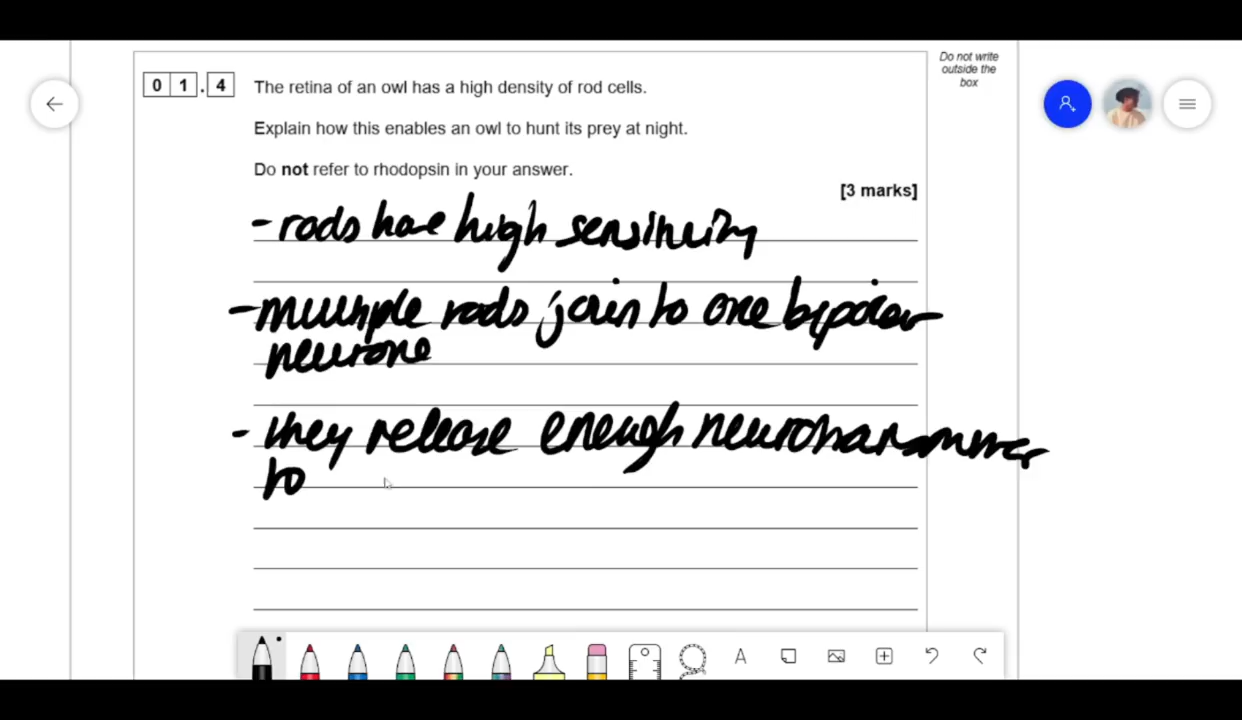 Do not write
outside the
box
0 1 . 4
The retina of an owl has a high density of rod cells.
Explain how this enables an owl to hunt its prey at night.
Do not refer to rhodopsin in your answer.
[3 marks]
- rods have high sensitivity
- multiple rods join to one bipolar
neurone
- they release enough neurotransmitter
to
A